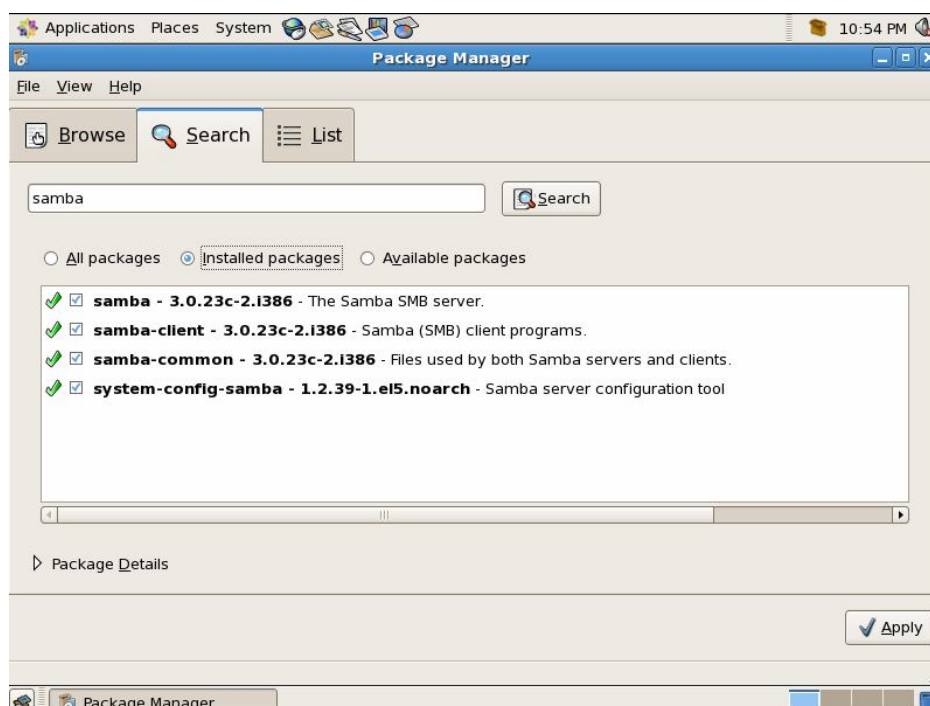 Applications Places System 10:54 PM
Package Manager
File View Help
Browse Search List
samba Search
All packages Installed packages Available packages
samba - 3.0.23c-2.i386 - The Samba SMB server.
samba-client - 3.0.23c-2.i386 - Samba (SMB) client programs.
samba-common - 3.0.23c-2.i386 - Files used by both Samba servers and clients.
system-config-samba - 1.2.39-1.el5.noarch - Samba server configuration tool
Package Details
Apply
Package Manager